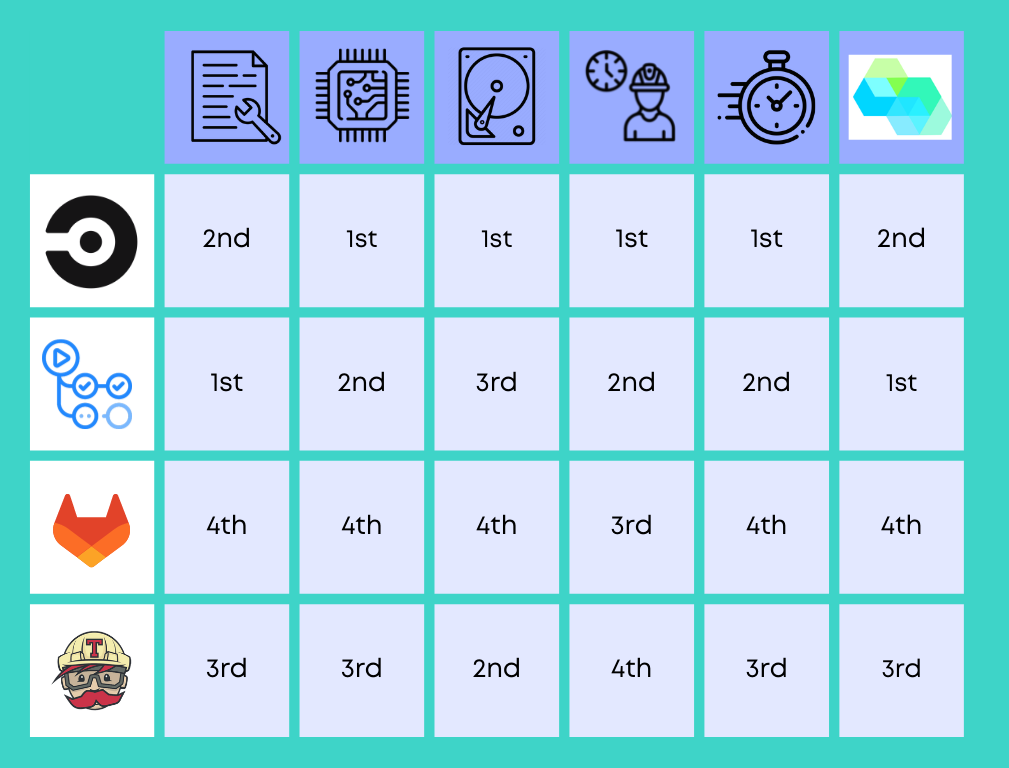 2nd 1st 1st 1st 1st 2nd
1st 2nd 3rd 2nd 2nd 1st
4th 4th 4th 3rd 4th 4th
T
3rd 3rd 2nd 4th 3rd 3rd